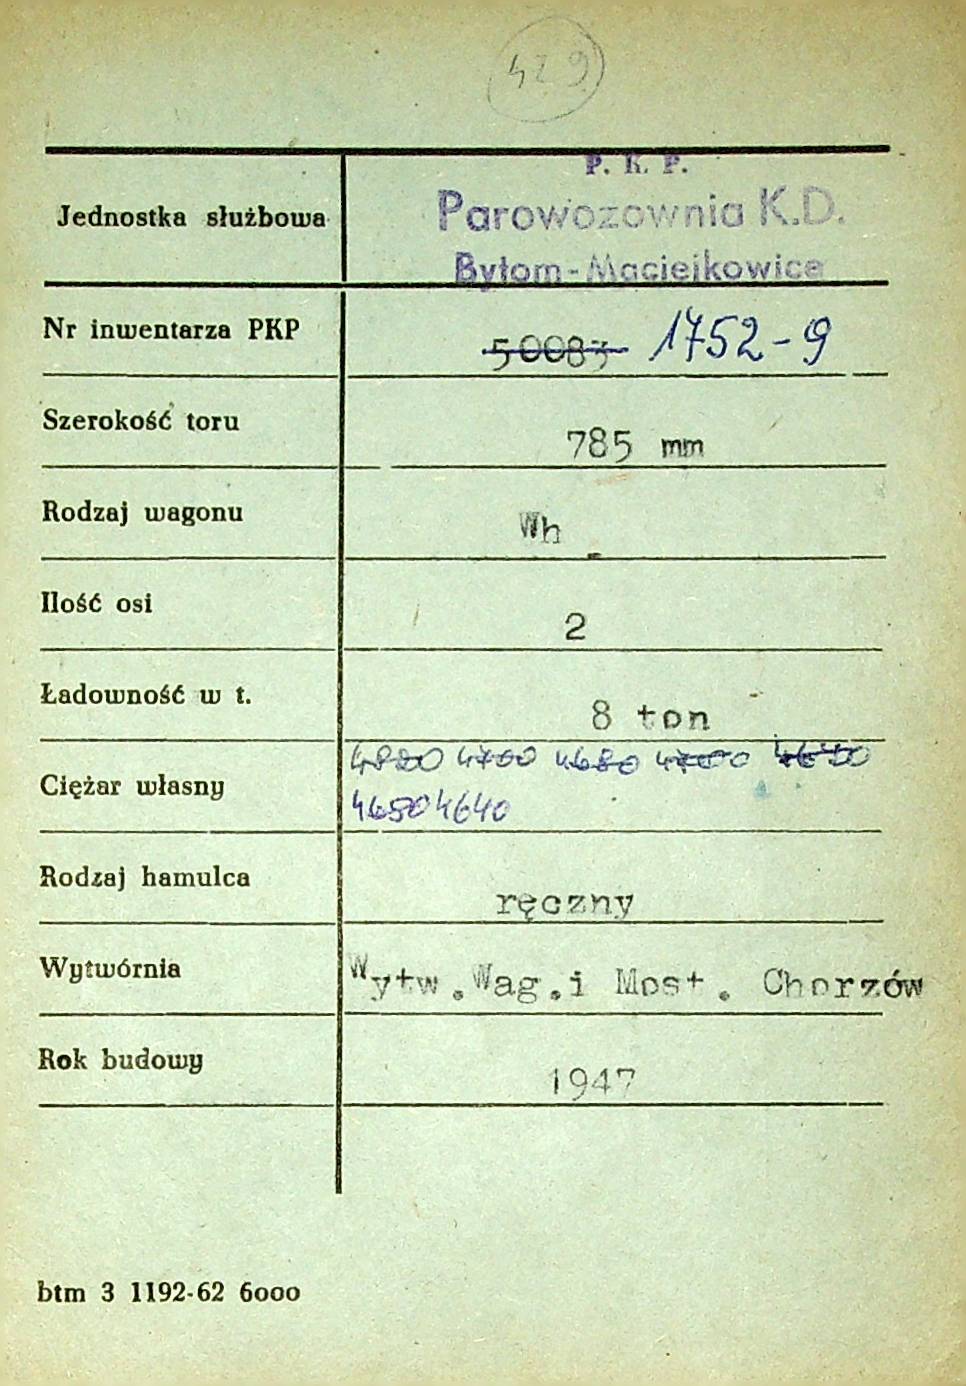 429
P. K. P.
Jednostka służbowa Parowozownia K.D.
Bytom-Maciejkowice
Nr inwentarza PKP 50083 1752-9
Szerokość toru 785 mm
Rodzaj wagonu Wh
Ilość osi 2
Ładowność w t. 8 ton
4880 4700 4680 4700
Ciężar własny
4650 4640
Rodzaj hamulca ręczny
Wytwórnia Wytw.Wag.i Most. Chorzów
Rok budowy 1947
btm 3 1192-62 6000